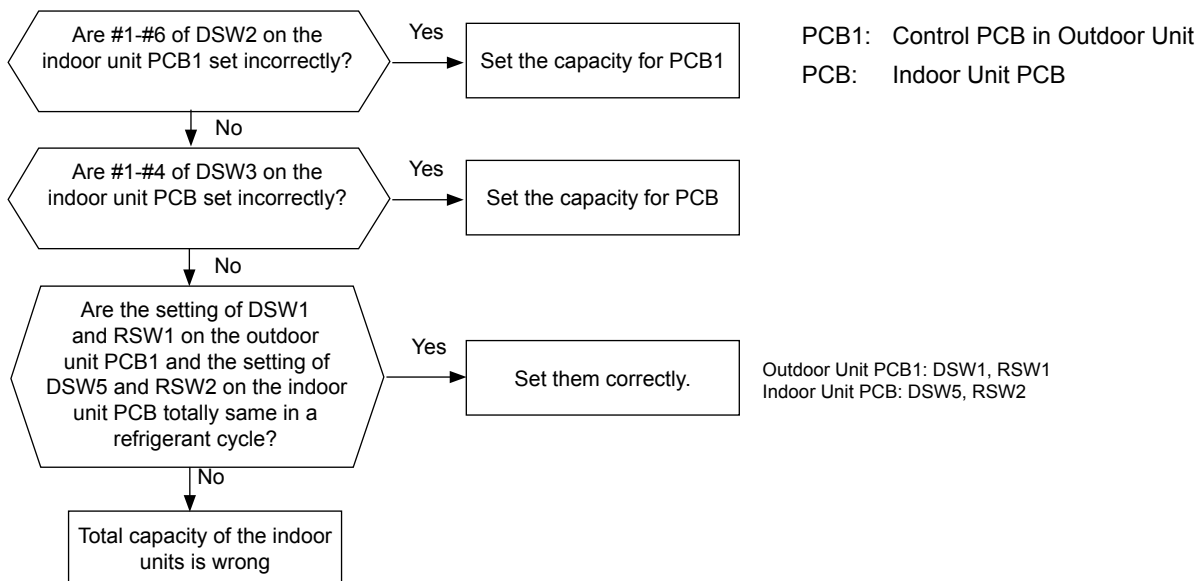 Are #1-#6 of DSW2 on the
indoor unit PCB1 set incorrectly?
Yes
Set the capacity for PCB1
PCB1: Control PCB in Outdoor Unit
PCB: Indoor Unit PCB
No
Are #1-#4 of DSW3 on the
indoor unit PCB set incorrectly?
Yes
Set the capacity for PCB
No
Are the setting of DSW1
and RSW1 on the outdoor
unit PCB1 and the setting of
DSW5 and RSW2 on the indoor
unit PCB totally same in a
refrigerant cycle?
Yes
Set them correctly.
Outdoor Unit PCB1: DSW1, RSW1
Indoor Unit PCB: DSW5, RSW2
No
Total capacity of the indoor
units is wrong